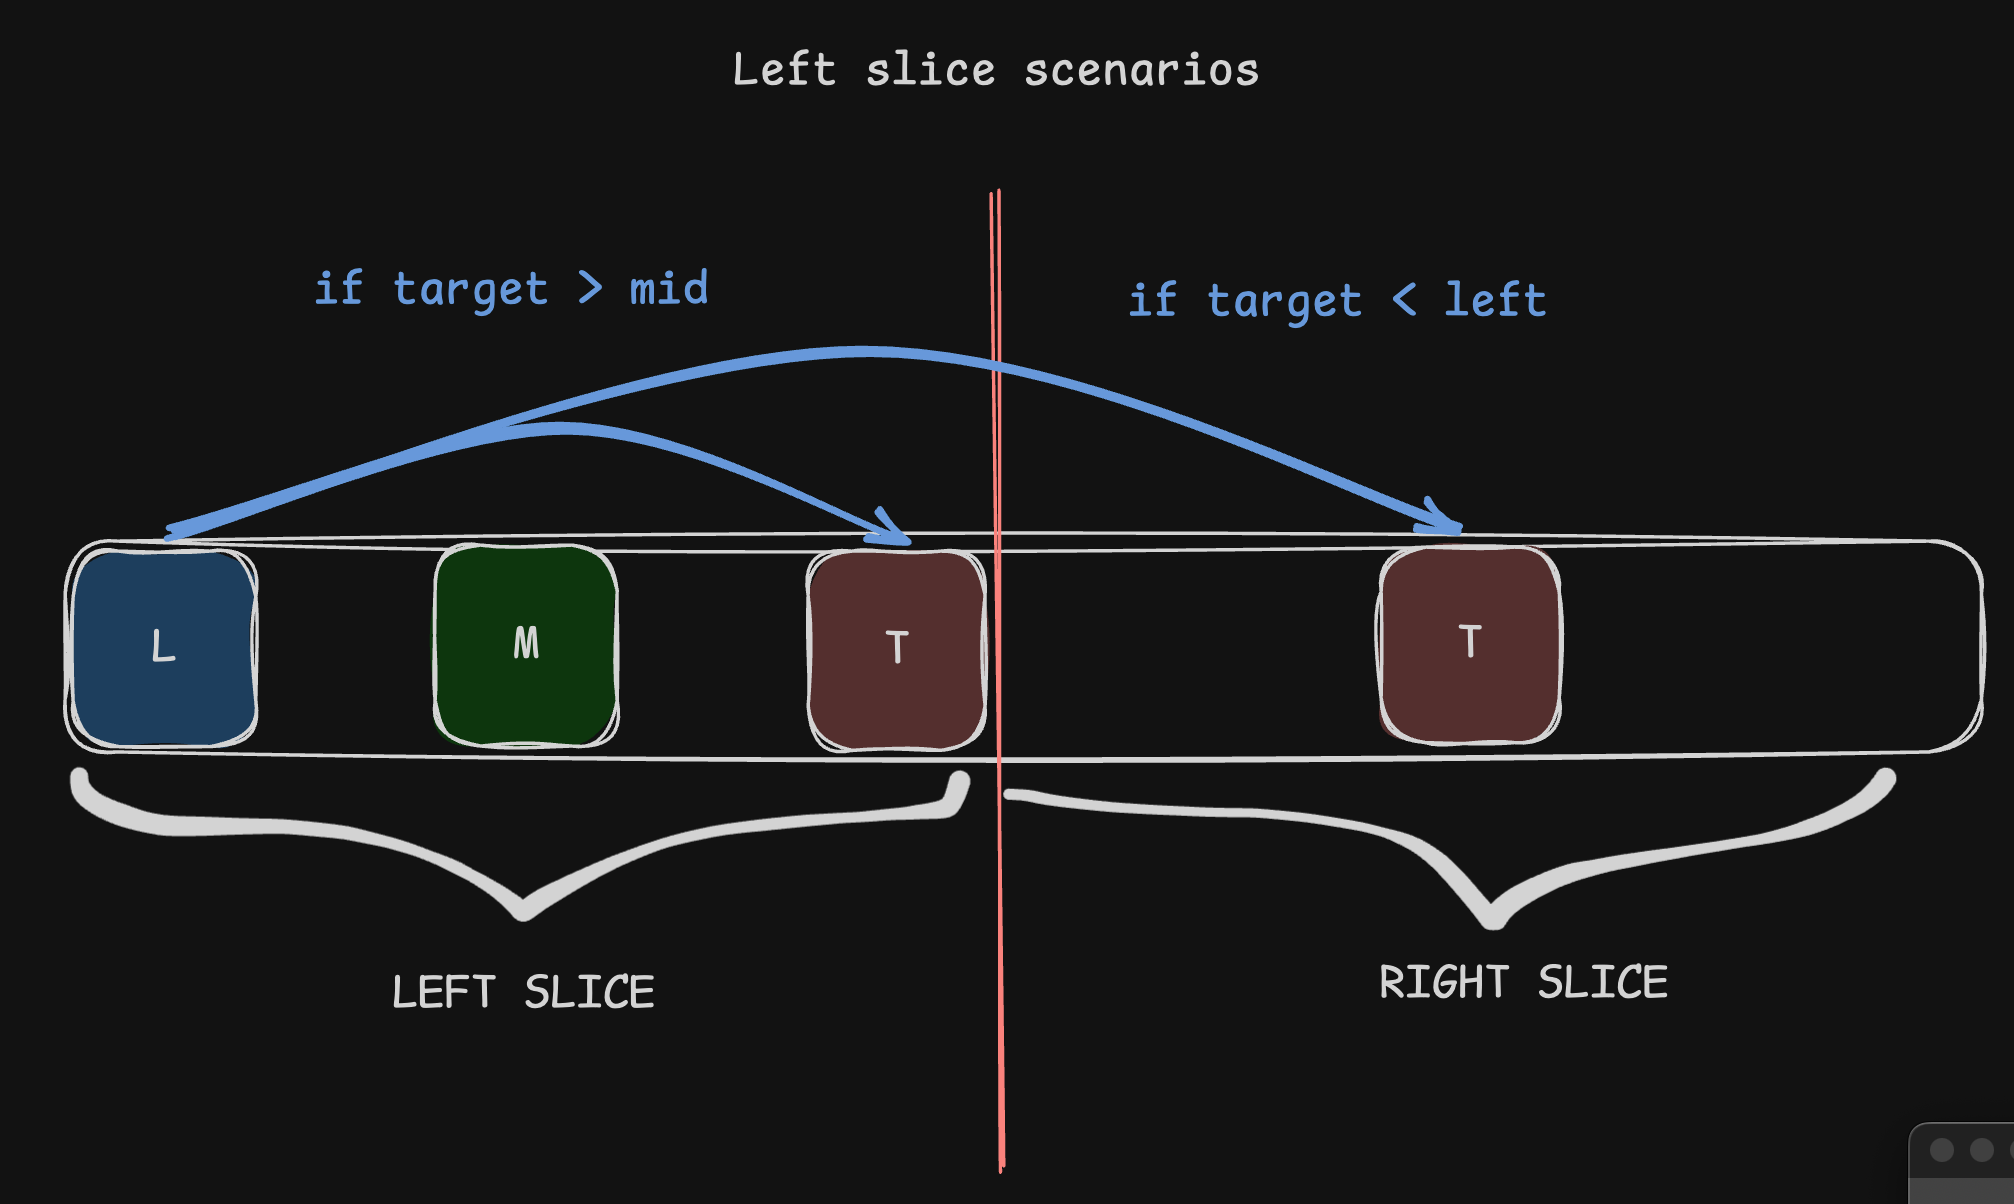 Left slice scenarios
if target > mid
if target < left
L
M
T
T
LEFT SLICE
RIGHT SLICE